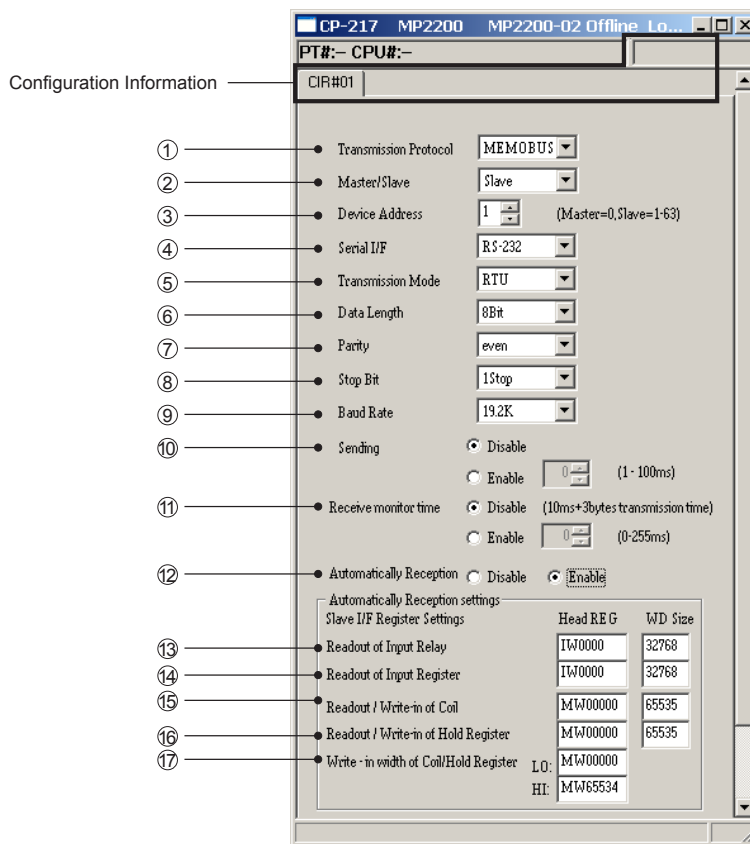 CP-217 MP2200 MP2200-02 Offline Lo...
PT#:– CPU#:–
Configuration Information
CIR#01
① Transmission Protocol MEMOBUS
② Master/Slave Slave
③ Device Address 1 (Master=0,Slave=1-63)
④ Serial I/F RS-232
⑤ Transmission Mode RTU
⑥ Data Length 8Bit
⑦ Parity even
⑧ Stop Bit 1Stop
⑨ Baud Rate 19.2K
⑩ Sending Disable
Enable 0 (1 - 100ms)
⑪ Receive monitor time Disable (10ms+3bytes transmission time)
Enable 0 (0-255ms)
⑫ Automatically Reception Disable Enable
Automatically Reception settings
Slave I/F Register Settings Head REG WD Size
⑬ Readout of Input Relay IW0000 32768
⑭ Readout of Input Register IW0000 32768
⑮ Readout / Write-in of Coil MW00000 65535
⑯ Readout / Write-in of Hold Register MW00000 65535
⑰ Write - in width of Coil/Hold Register LO: MW00000
HI: MW65534